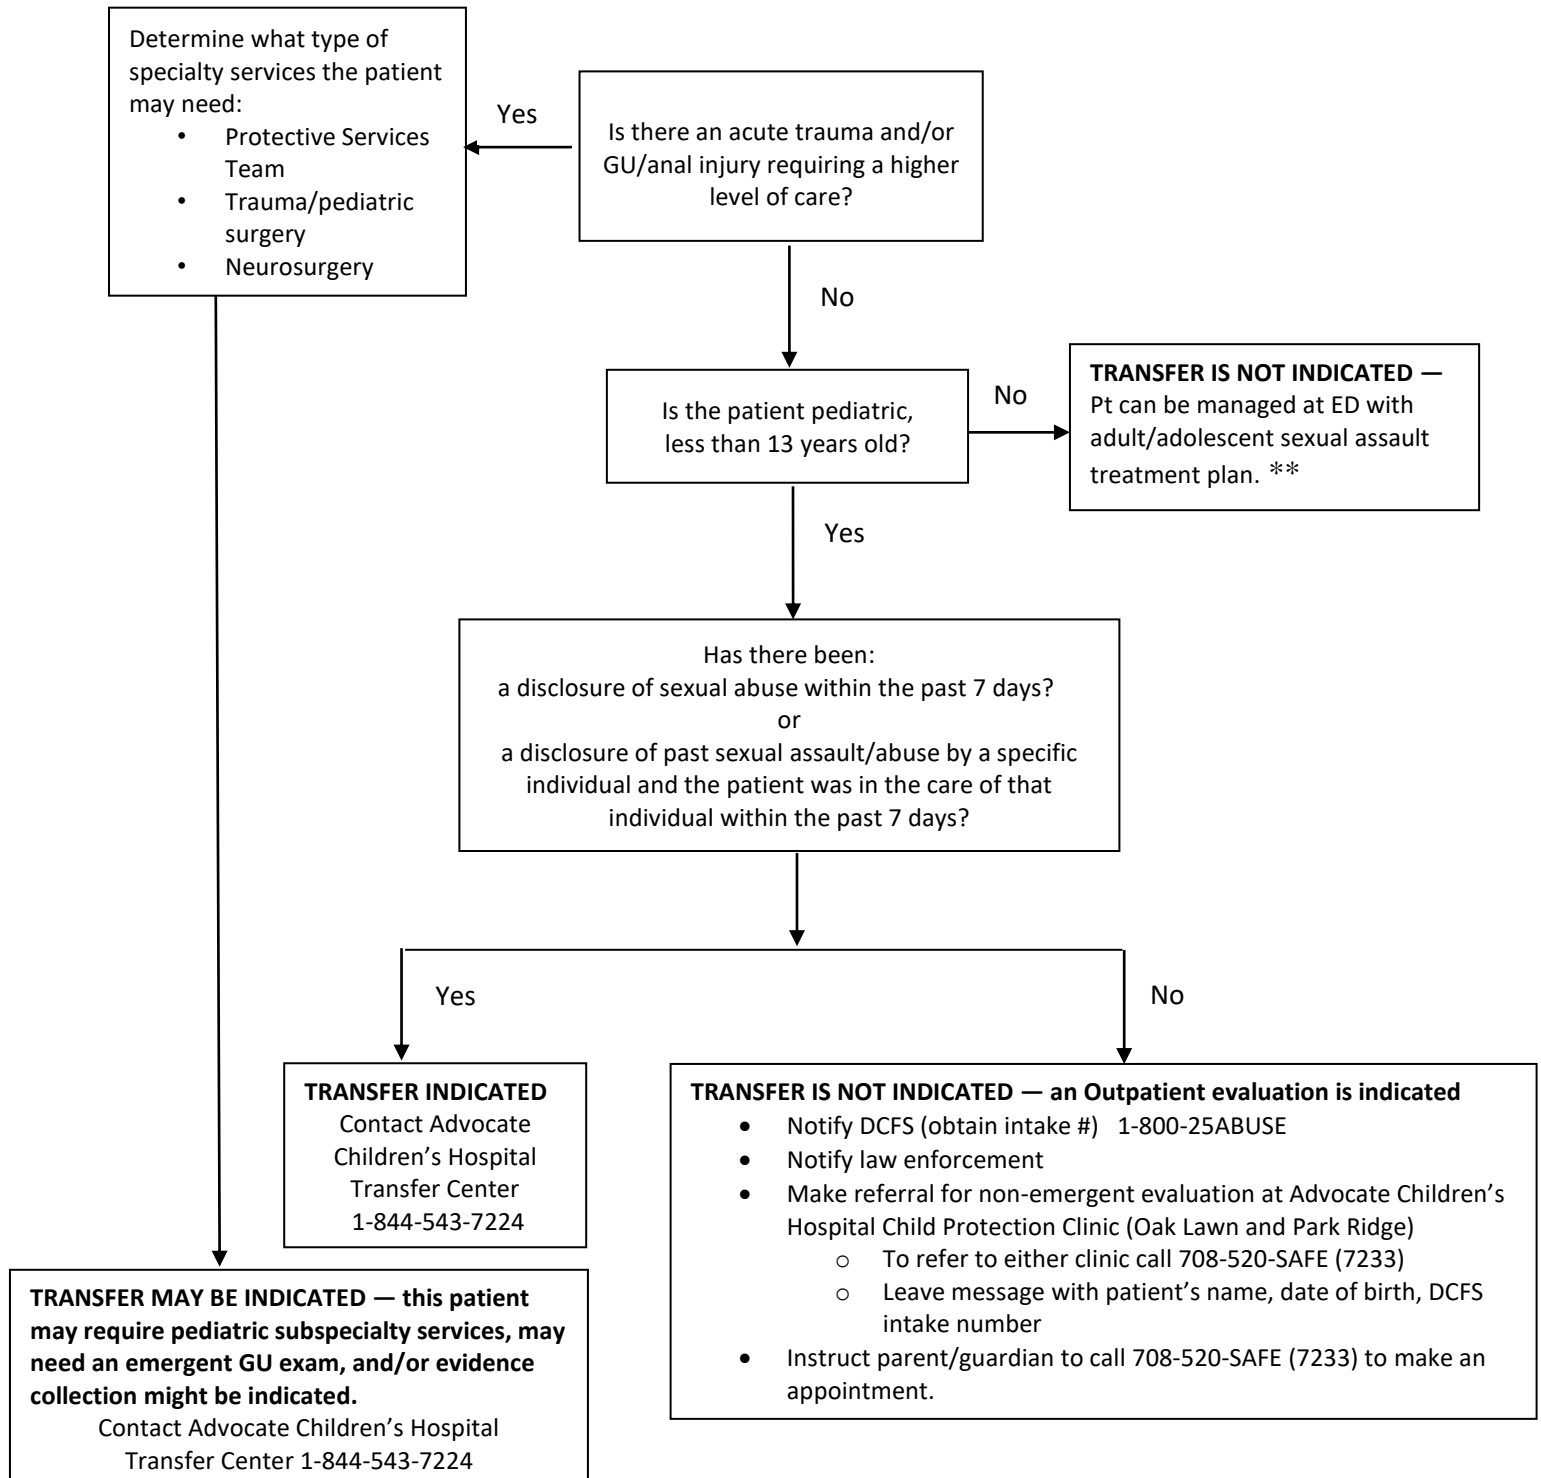 Determine what type of
specialty services the patient
may need:
• Protective Services
Team
• Trauma/pediatric
surgery
• Neurosurgery
Yes
Is there an acute trauma and/or
GU/anal injury requiring a higher
level of care?
No
Is the patient pediatric,
less than 13 years old?
No
TRANSFER IS NOT INDICATED —
Pt can be managed at ED with
adult/adolescent sexual assault
treatment plan. **
Yes
Has there been:
a disclosure of sexual abuse within the past 7 days?
or
a disclosure of past sexual assault/abuse by a specific
individual and the patient was in the care of that
individual within the past 7 days?
Yes
No
TRANSFER INDICATED
Contact Advocate
Children’s Hospital
Transfer Center
1-844-543-7224
TRANSFER IS NOT INDICATED — an Outpatient evaluation is indicated
• Notify DCFS (obtain intake #) 1-800-25ABUSE
• Notify law enforcement
• Make referral for non-emergent evaluation at Advocate Children’s
Hospital Child Protection Clinic (Oak Lawn and Park Ridge)
o To refer to either clinic call 708-520-SAFE (7233)
o Leave message with patient’s name, date of birth, DCFS
intake number
• Instruct parent/guardian to call 708-520-SAFE (7233) to make an
appointment.
TRANSFER MAY BE INDICATED — this patient
may require pediatric subspecialty services, may
need an emergent GU exam, and/or evidence
collection might be indicated.
Contact Advocate Children’s Hospital
Transfer Center 1-844-543-7224